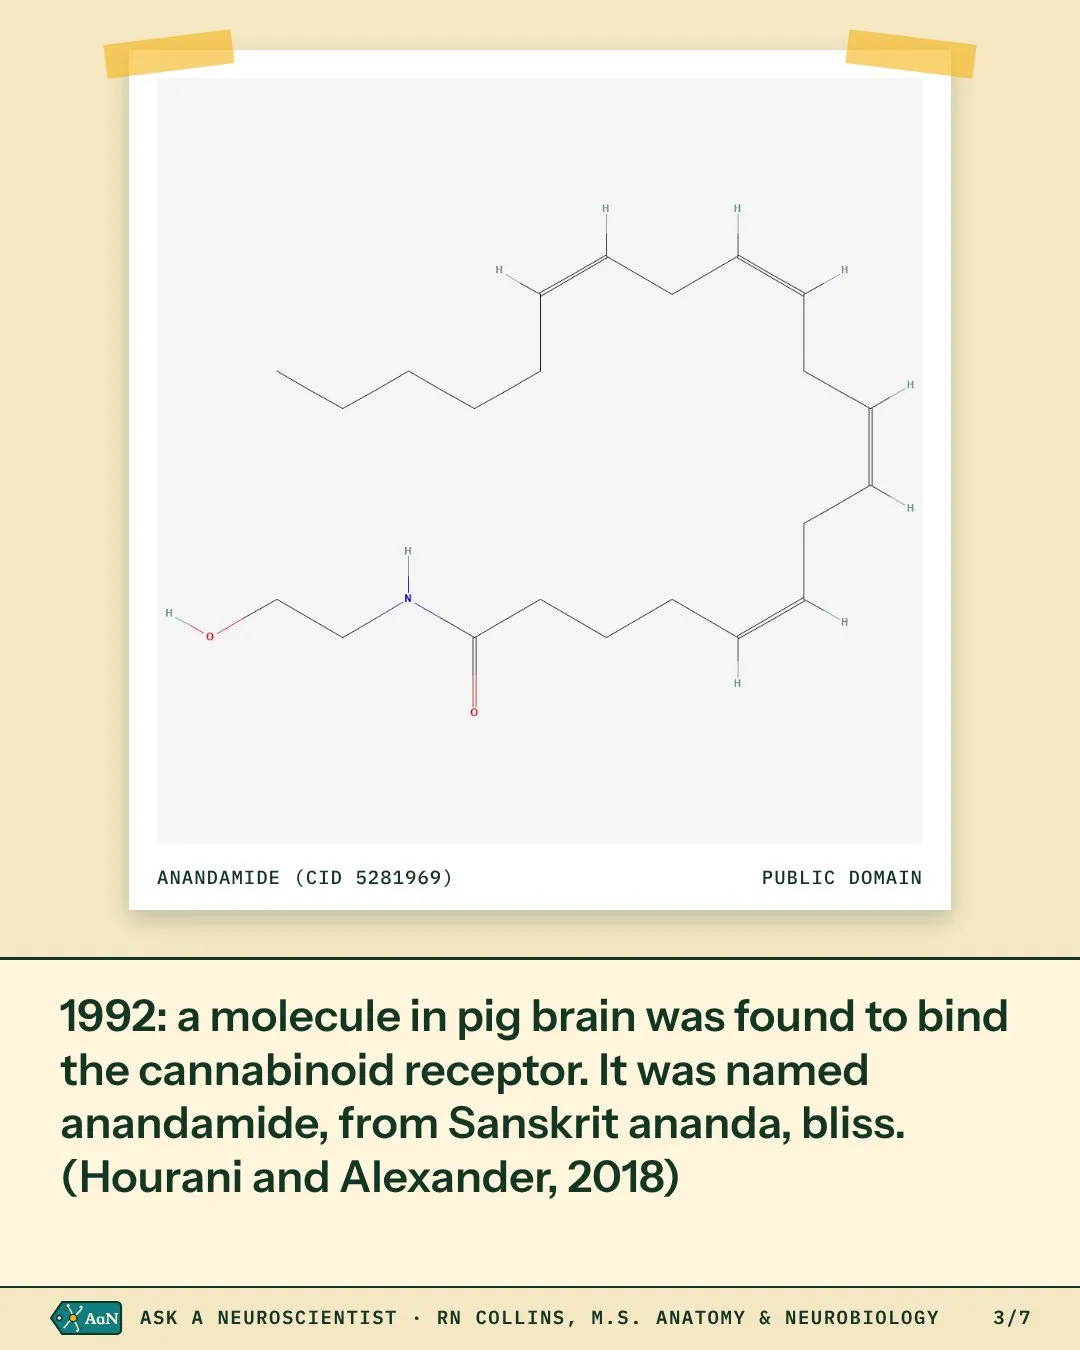 H
H
H
H
H
H
H
N
H
O
H
H
O
ANANDAMIDE (CID 5281969)
PUBLIC DOMAIN
1992: a molecule in pig brain was found to bind
the cannabinoid receptor. It was named
anandamide, from Sanskrit ananda, bliss.
(Hourani and Alexander, 2018)
AaN
ASK A NEUROSCIENTIST · RN COLLINS, M.S. ANATOMY & NEUROBIOLOGY
3/7